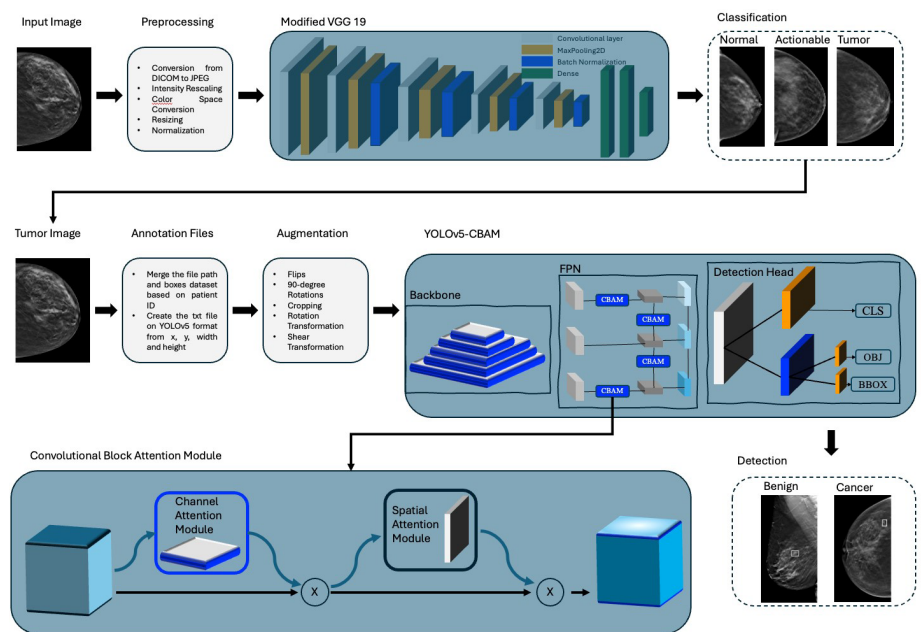 Input Image
Preprocessing
Modified VGG 19
Classification
Conversion from
DICOM to JPEG
Intensity Rescaling
Color Space
Conversion
Resizing
Normalization
Convolutional layer
MaxPooling2D
Batch Normalization
Dense
Normal Actionable Tumor
Tumor Image
Annotation Files
Augmentation
YOLOv5-CBAM
Merge the file path
and boxes dataset
based on patient
ID
Create the txt file
on YOLOv5 format
from x, y, width
and height
Flips
90-degree
Rotations
Cropping
Rotation
Transformation
Shear
Transformation
Backbone
FPN
CBAM
CBAM
CBAM
CBAM
Detection Head
CLS
OBJ
BBOX
Convolutional Block Attention Module
Channel
Attention
Module
Spatial
Attention
Module
X
X
Detection
Benign Cancer